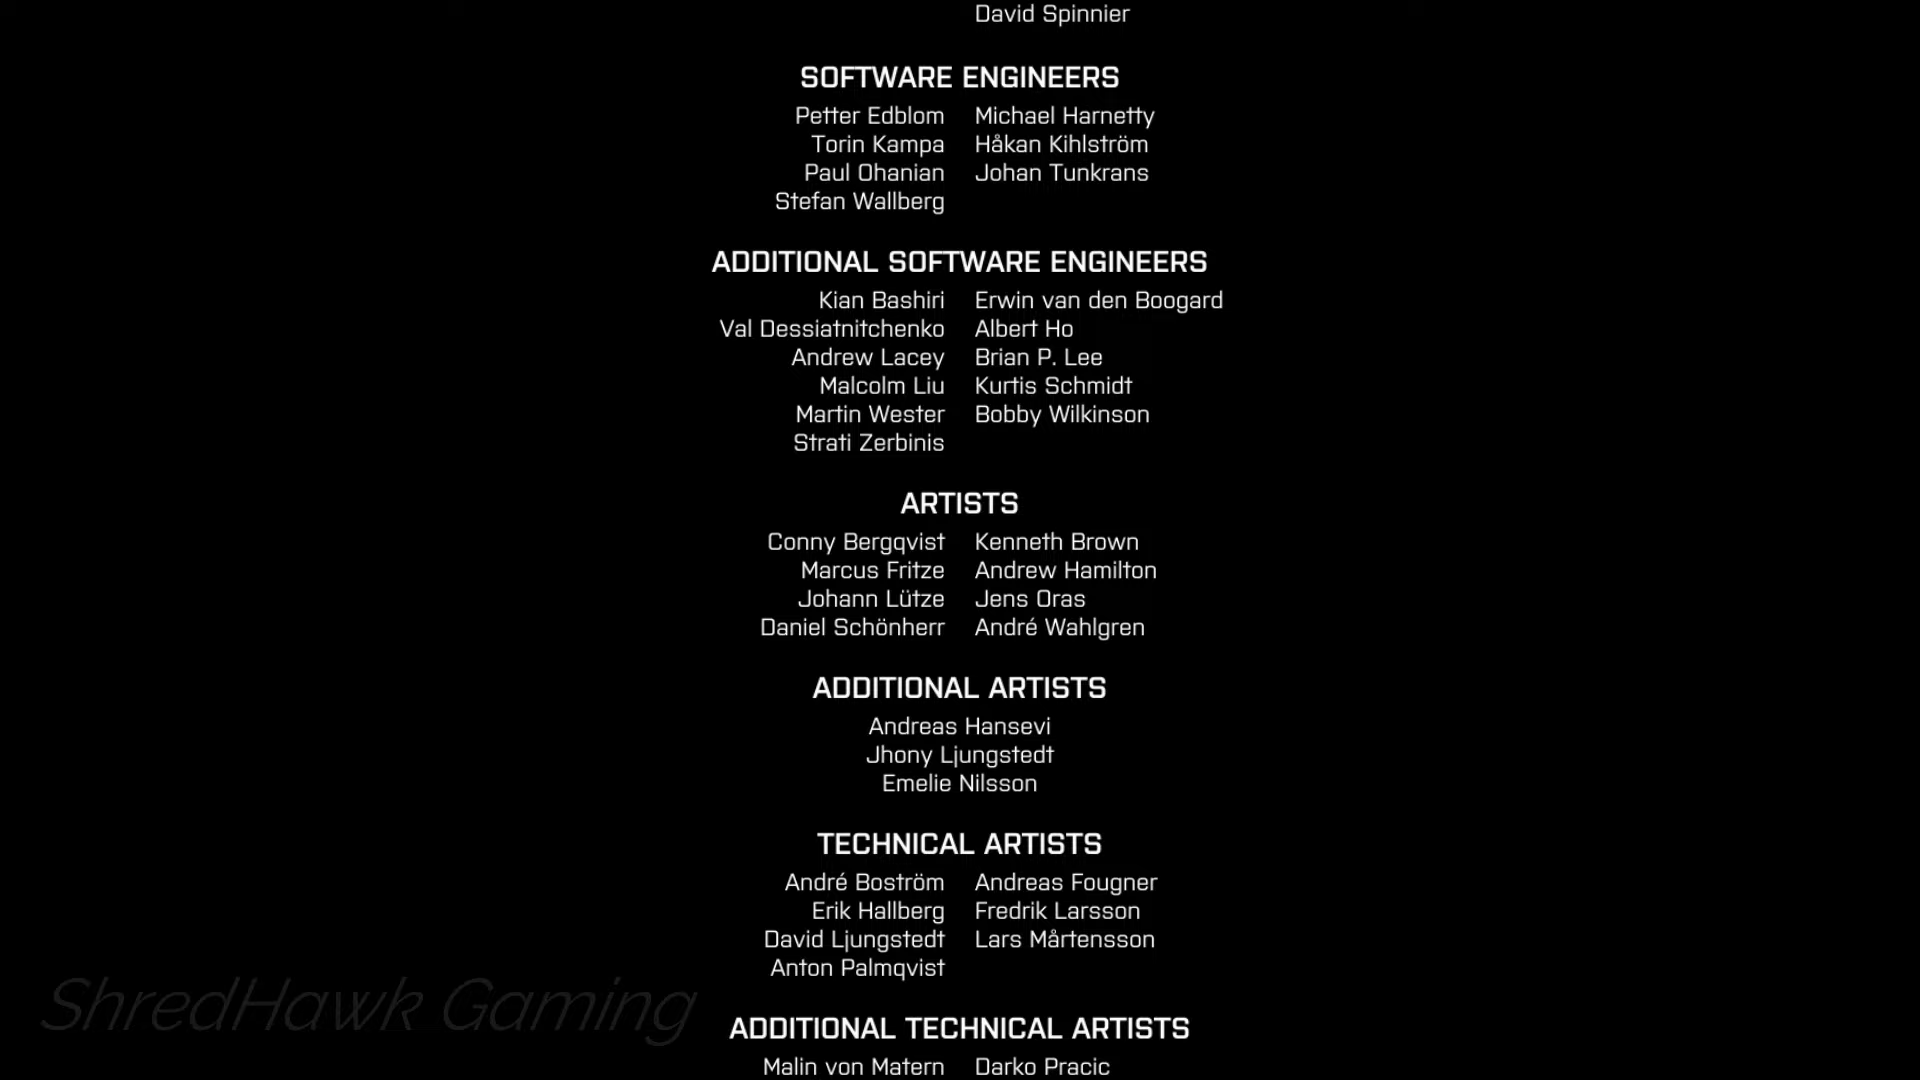 David Spinnier
SOFTWARE ENGINEERS
Petter Edblom Michael Harnetty
Torin Kampa Håkan Kihlström
Paul Ohanian Johan Tunkrans
Stefan Wallberg
ADDITIONAL SOFTWARE ENGINEERS
Kian Bashiri Erwin van den Boogard
Val Dessiatnitchenko Albert Ho
Andrew Lacey Brian P. Lee
Malcolm Liu Kurtis Schmidt
Martin Wester Bobby Wilkinson
Strati Zerbinis
ARTISTS
Conny Bergqvist Kenneth Brown
Marcus Fritze Andrew Hamilton
Johann Lütze Jens Oras
Daniel Schönherr André Wahlgren
ADDITIONAL ARTISTS
Andreas Hansevi
Jhony Ljungstedt
Emelie Nilsson
TECHNICAL ARTISTS
André Boström Andreas Fougner
Erik Hallberg Fredrik Larsson
David Ljungstedt Lars Mårtensson
Anton Palmqvist
ShredHawk Gaming
ADDITIONAL TECHNICAL ARTISTS
Malin von Matern Darko Pracic